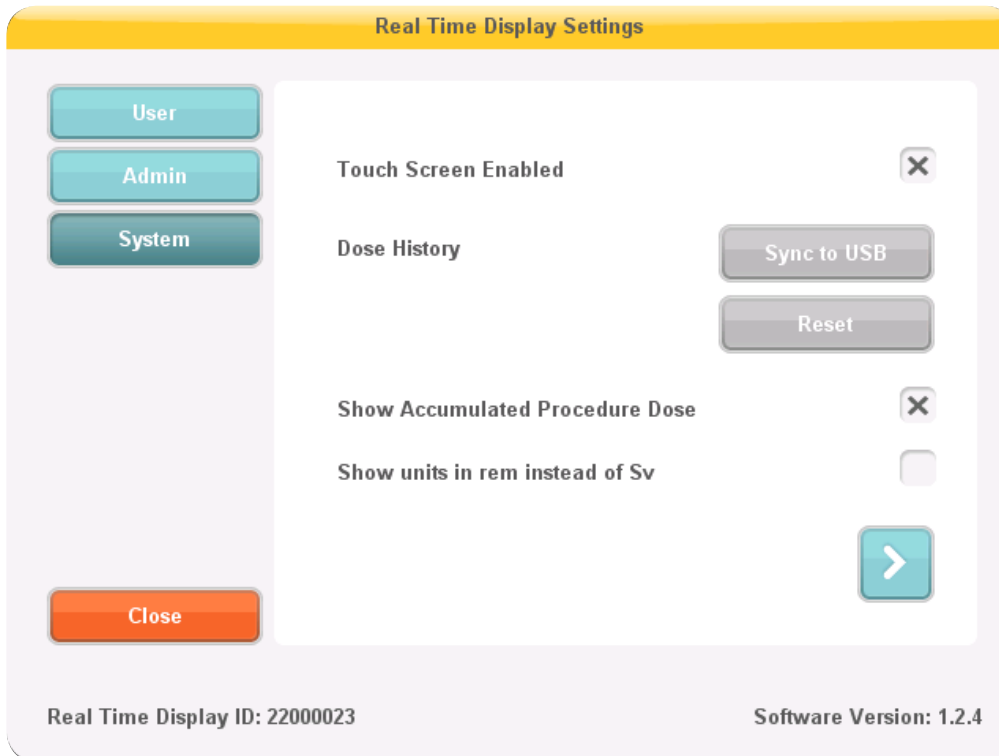 Real Time Display Settings
User
Admin
System
Touch Screen Enabled
Dose History
Sync to USB
Reset
Show Accumulated Procedure Dose
Show units in rem instead of Sv
Close
Real Time Display ID: 22000023
Software Version: 1.2.4